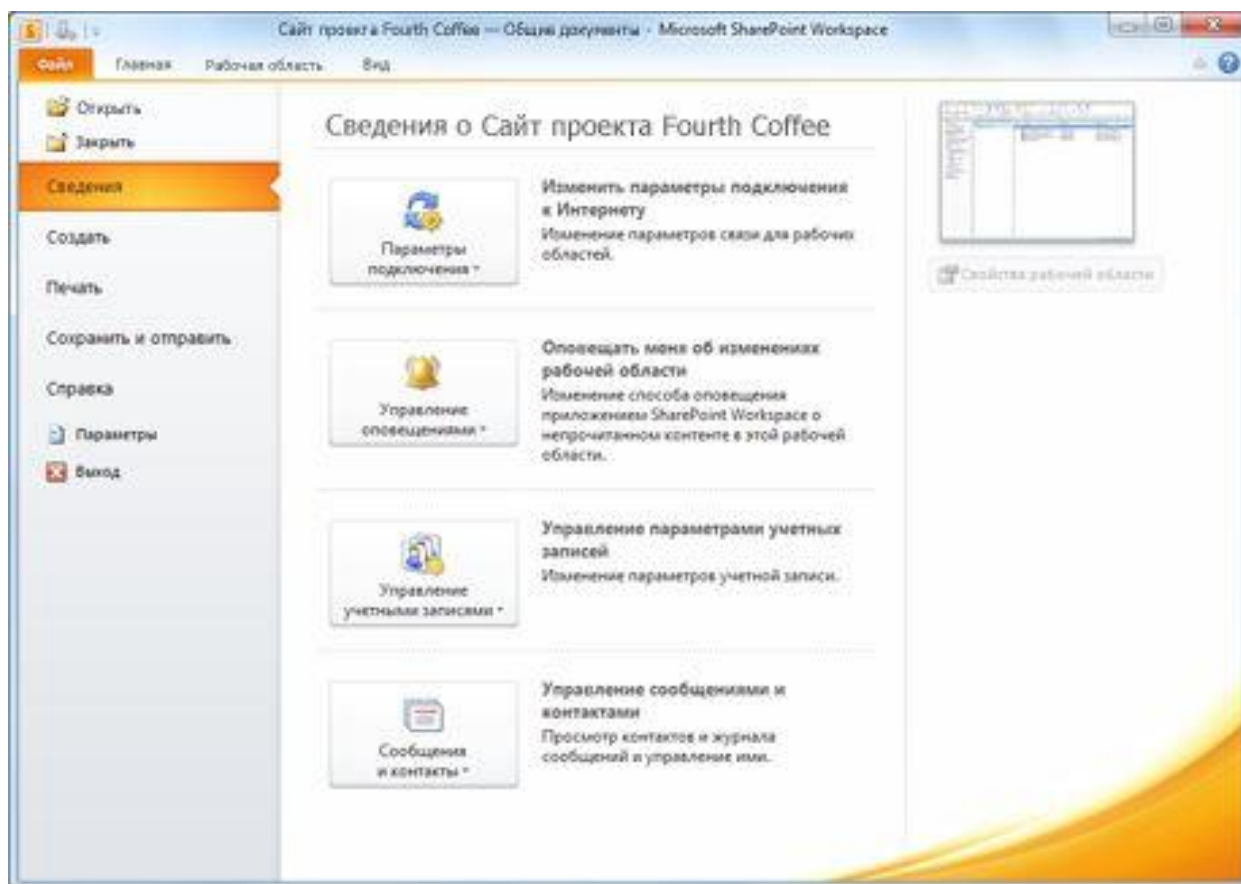 Сайт проекта Fourth Coffee — Общие документы - Microsoft SharePoint Workspace
Файл Главная Рабочая область Вид
Открыть
Закрыть
Сведения
Создать
Печать
Сохранить и отправить
Справка
Параметры
Выход
Сведения о Сайт проекта Fourth Coffee
Параметры
подключения
Изменить параметры подключения
к Интернету
Изменение параметров связи для рабочих
областей.
Управление
оповещениями
Оповещать меня об изменениях
рабочей области
Изменение способа оповещения
приложением SharePoint Workspace о
непрочитанном контенте в этой рабочей
области.
Управление
учетными записями
Управление параметрами учетных
записей
Изменение параметров учетной записи.
Сообщения
и контакты
Управление сообщениями и
контактами
Просмотр контактов и журнала
сообщений и управление ими.
Свойства рабочей области